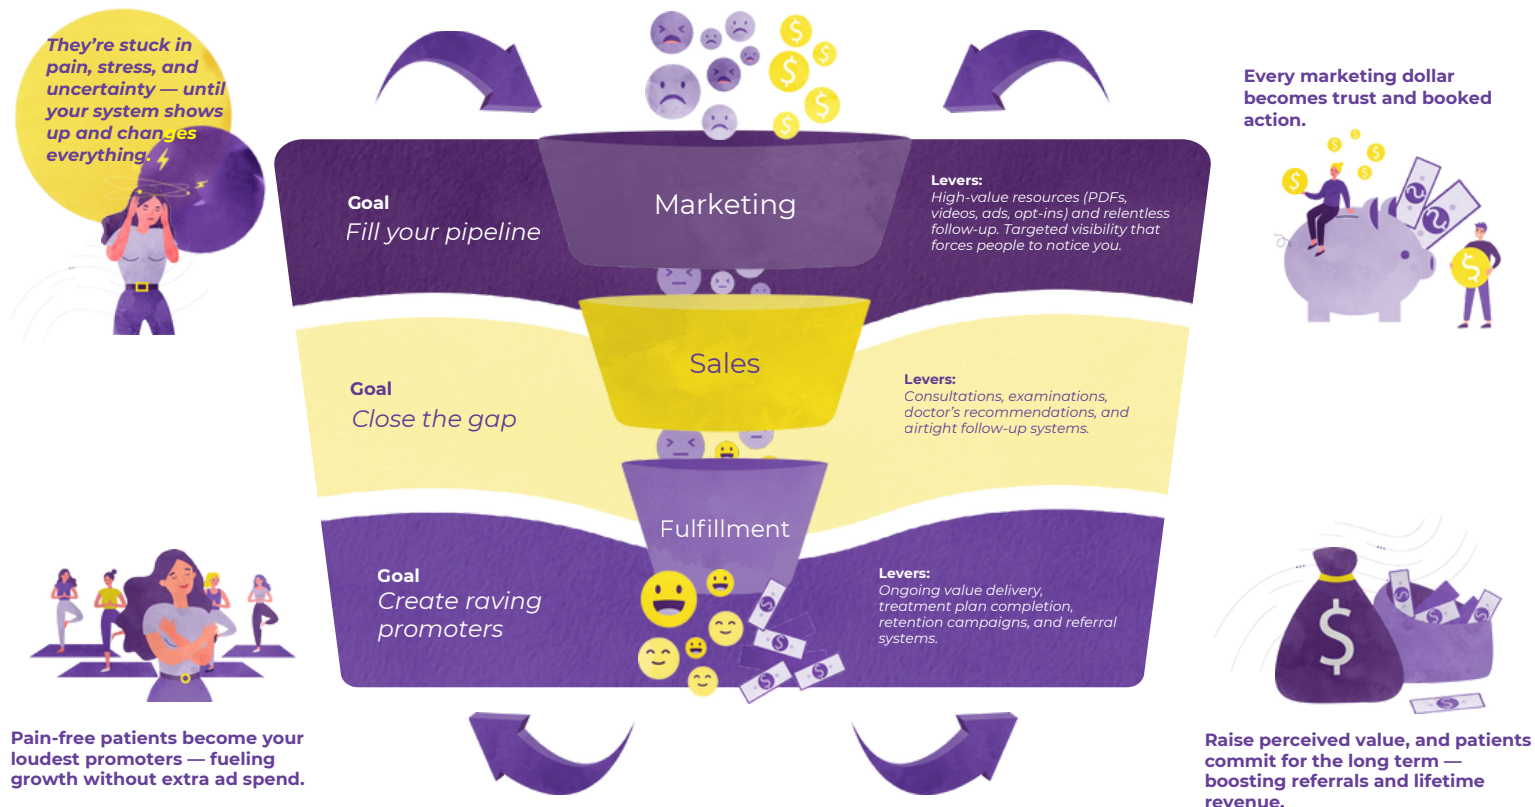 They’re stuck in
pain, stress, and
uncertainty — until
your system shows
up and changes
everything.
Every marketing dollar
becomes trust and booked
action.
Goal
Fill your pipeline
Marketing
Levers:
High-value resources (PDFs,
videos, ads, opt-ins) and relentless
follow-up. Targeted visibility that
forces people to notice you.
Goal
Close the gap
Sales
Levers:
Consultations, examinations,
doctor’s recommendations, and
airtight follow-up systems.
Goal
Create raving
promoters
Fulfillment
Levers:
Ongoing value delivery,
treatment plan completion,
retention campaigns, and referral
systems.
Pain-free patients become your
loudest promoters — fueling
growth without extra ad spend.
Raise perceived value, and patients
commit for the long term —
boosting referrals and lifetime
revenue.